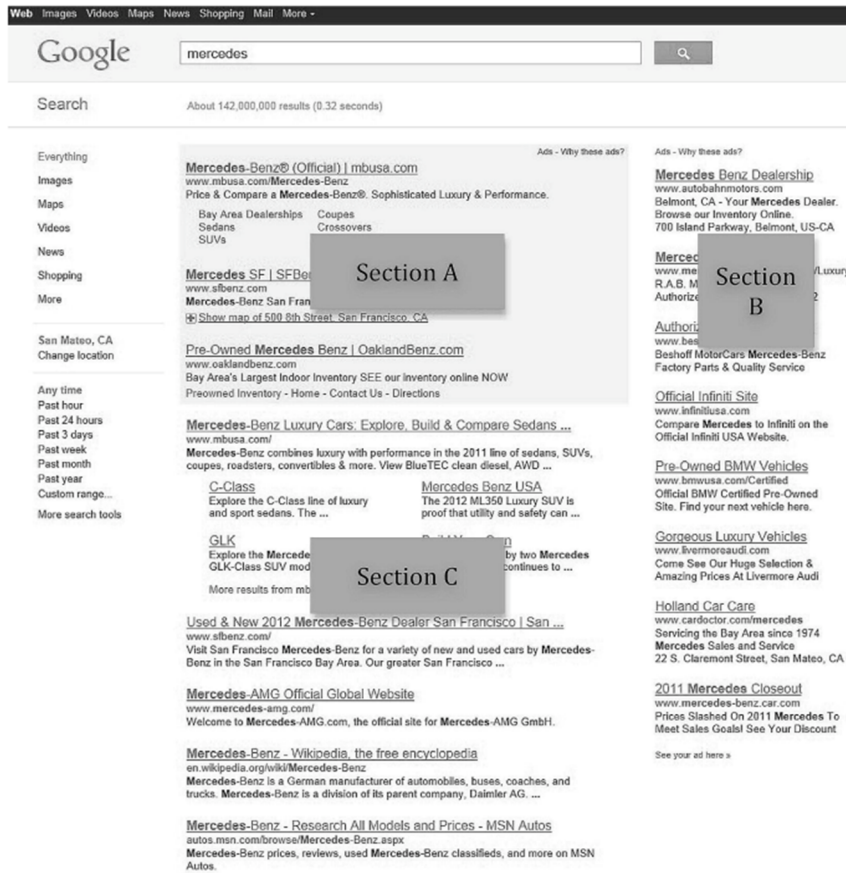 Web Images Videos Maps News Shopping Mail More
Google
mercedes
Search
About 142,000,000 results (0.32 seconds)
Everything
Images
Maps
Videos
News
Shopping
More
San Mateo, CA
Change location
Any time
Past hour
Past 24 hours
Past 3 days
Past week
Past month
Past year
Custom range...
More search tools
Ads - Why these ads?
Mercedes-Benz® (Official) | mbusa.com
www.mbusa.com/Mercedes-Benz
Price & Compare a Mercedes-Benz®. Sophisticated Luxury & Performance.
Bay Area Dealerships Coupes
Sedans Crossovers
SUVs
Section A
Mercedes SF |
www.sfbenz.com
Mercedes-Benz San
Show map of 500 8th Street, San Francisco, CA
Pre-Owned Mercedes Benz | OaklandBenz.com
www.oaklandbenz.com
Bay Area's Largest Indoor Inventory SEE our inventory online NOW
Preowned Inventory - Home - Contact Us - Directions
Mercedes-Benz Luxury Cars: Explore, Build & Compare Sedans ...
www.mbusa.com/
Mercedes-Benz combines luxury with performance in the 2011 line of sedans, SUVs,
coupes, roadsters, convertibles & more. View BlueTEC clean diesel, AWD ...
C-Class
Explore the C-Class line of luxury
and sport sedans. The ...
Mercedes Benz USA
The 2012 ML350 Luxury SUV is
proof that utility and safety can ...
GLK
Explore the
GLK-Class SUV
by two Mercedes
continues to ...
Section C
More results from
Used & New 2012 Mercedes-Benz Dealer San Francisco | San ...
www.sfbenz.com/
Visit San Francisco Mercedes-Benz for a variety of new and used cars by Mercedes-
Benz in the San Francisco Bay Area. Our greater San Francisco ...
Mercedes-AMG Official Global Website
www.mercedes-amg.com/
Welcome to Mercedes-AMG.com, the official site for Mercedes-AMG GmbH.
Mercedes-Benz - Wikipedia, the free encyclopedia
en.wikipedia.org/wiki/Mercedes-Benz
Mercedes-Benz is a German manufacturer of automobiles, buses, coaches, and
trucks. Mercedes-Benz is a division of its parent company, Daimler AG. ...
Mercedes-Benz - Research All Models and Prices - MSN Autos
autos.msn.com/browse/Mercedes-Benz.aspx
Mercedes-Benz prices, reviews, used Mercedes-Benz classifieds, and more on MSN
Autos.
Ads - Why these ads?
Mercedes Benz Dealership
www.autobahnmotors.com
Belmont, CA - Your Mercedes Dealer.
Browse our Inventory Online.
700 Island Parkway, Belmont, US-CA
Section
B
R.A.B.
Beshoff MotorCars Mercedes-Benz
Factory Parts & Quality Service
Official Infiniti Site
www.infinitiusa.com
Compare Mercedes to Infiniti on the
Official Infiniti USA Website.
Pre-Owned BMW Vehicles
www.bmwusa.com/Certified
Official BMW Certified Pre-Owned
Site. Find your next vehicle here.
Gorgeous Luxury Vehicles
www.livermoreaudi.com
Come See Our Huge Selection &
Amazing Prices At Livermore Audi
Holland Car Care
www.cardoctor.com/mercedes
Servicing the Bay Area since 1974
Mercedes Sales and Service
22 S. Claremont Street, San Mateo, CA
2011 Mercedes Closeout
www.mercedes-benz.car.com
Prices Slashed On 2011 Mercedes To
Meet Sales Goals! See Your Discount
See your ad here »